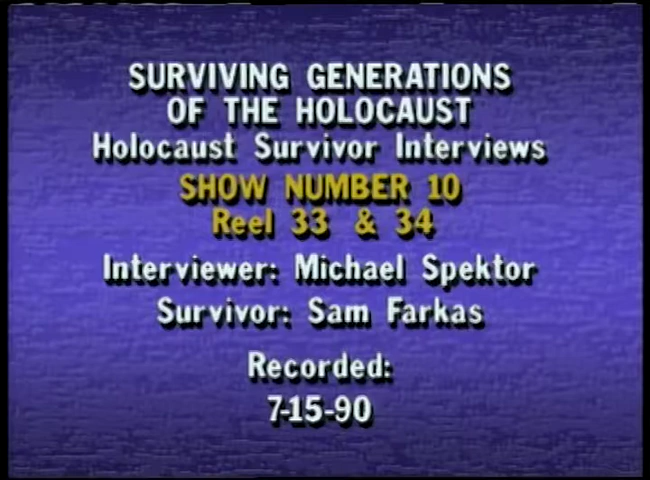 SURVIVING GENERATIONS
OF THE HOLOCAUST
Holocaust Survivor Interviews
SHOW NUMBER 10
Reel 33 & 34
Interviewer: Michael Spektor
Survivor: Sam Farkas
Recorded:
7-15-90